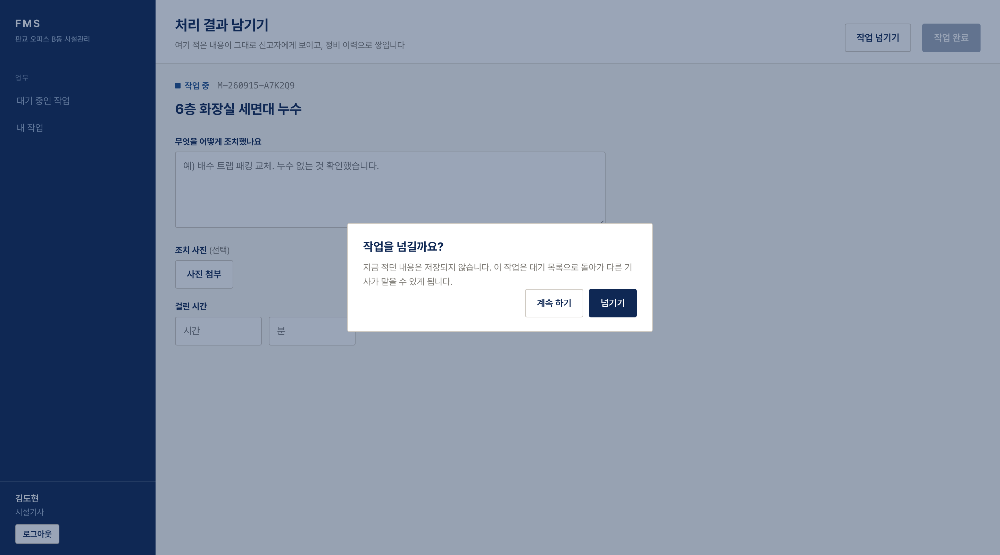 FMS
판교 오피스 B동 시설관리
업무
대기 중인 작업
내 작업
김도현
시설기사
로그아웃
처리 결과 남기기
여기 적은 내용이 그대로 신고자에게 보이고, 정비 이력으로 쌓입니다
작업 넘기기
작업 완료
작업 중 M-260915-A7K2Q9
6층 화장실 세면대 누수
무엇을 어떻게 조치했나요
예) 배수 트랩 패킹 교체. 누수 없는 것 확인했습니다.
조치 사진 (선택)
사진 첨부
걸린 시간
시간
분
작업을 넘길까요?
지금 적던 내용은 저장되지 않습니다. 이 작업은 대기 목록으로 돌아가 다른 기
사가 맡을 수 있게 됩니다.
계속 하기
넘기기